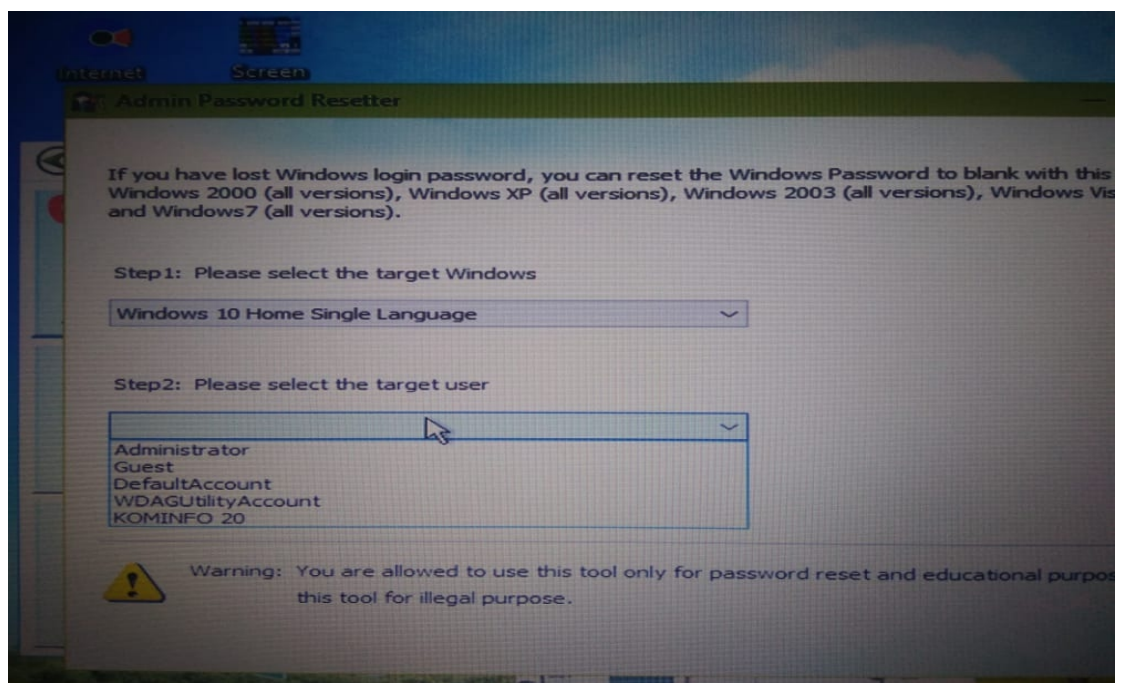 Internet
Screen
Admin Password Resetter
If you have lost Windows login password, you can reset the Windows Password to blank with this
Windows 2000 (all versions), Windows XP (all versions), Windows 2003 (all versions), Windows Vis
and Windows7 (all versions).
Step1: Please select the target Windows
Windows 10 Home Single Language
Step2: Please select the target user
Administrator
Guest
DefaultAccount
WDAGUtilityAccount
KOMINFO 20
Warning: You are allowed to use this tool only for password reset and educational purpos
this tool for illegal purpose.